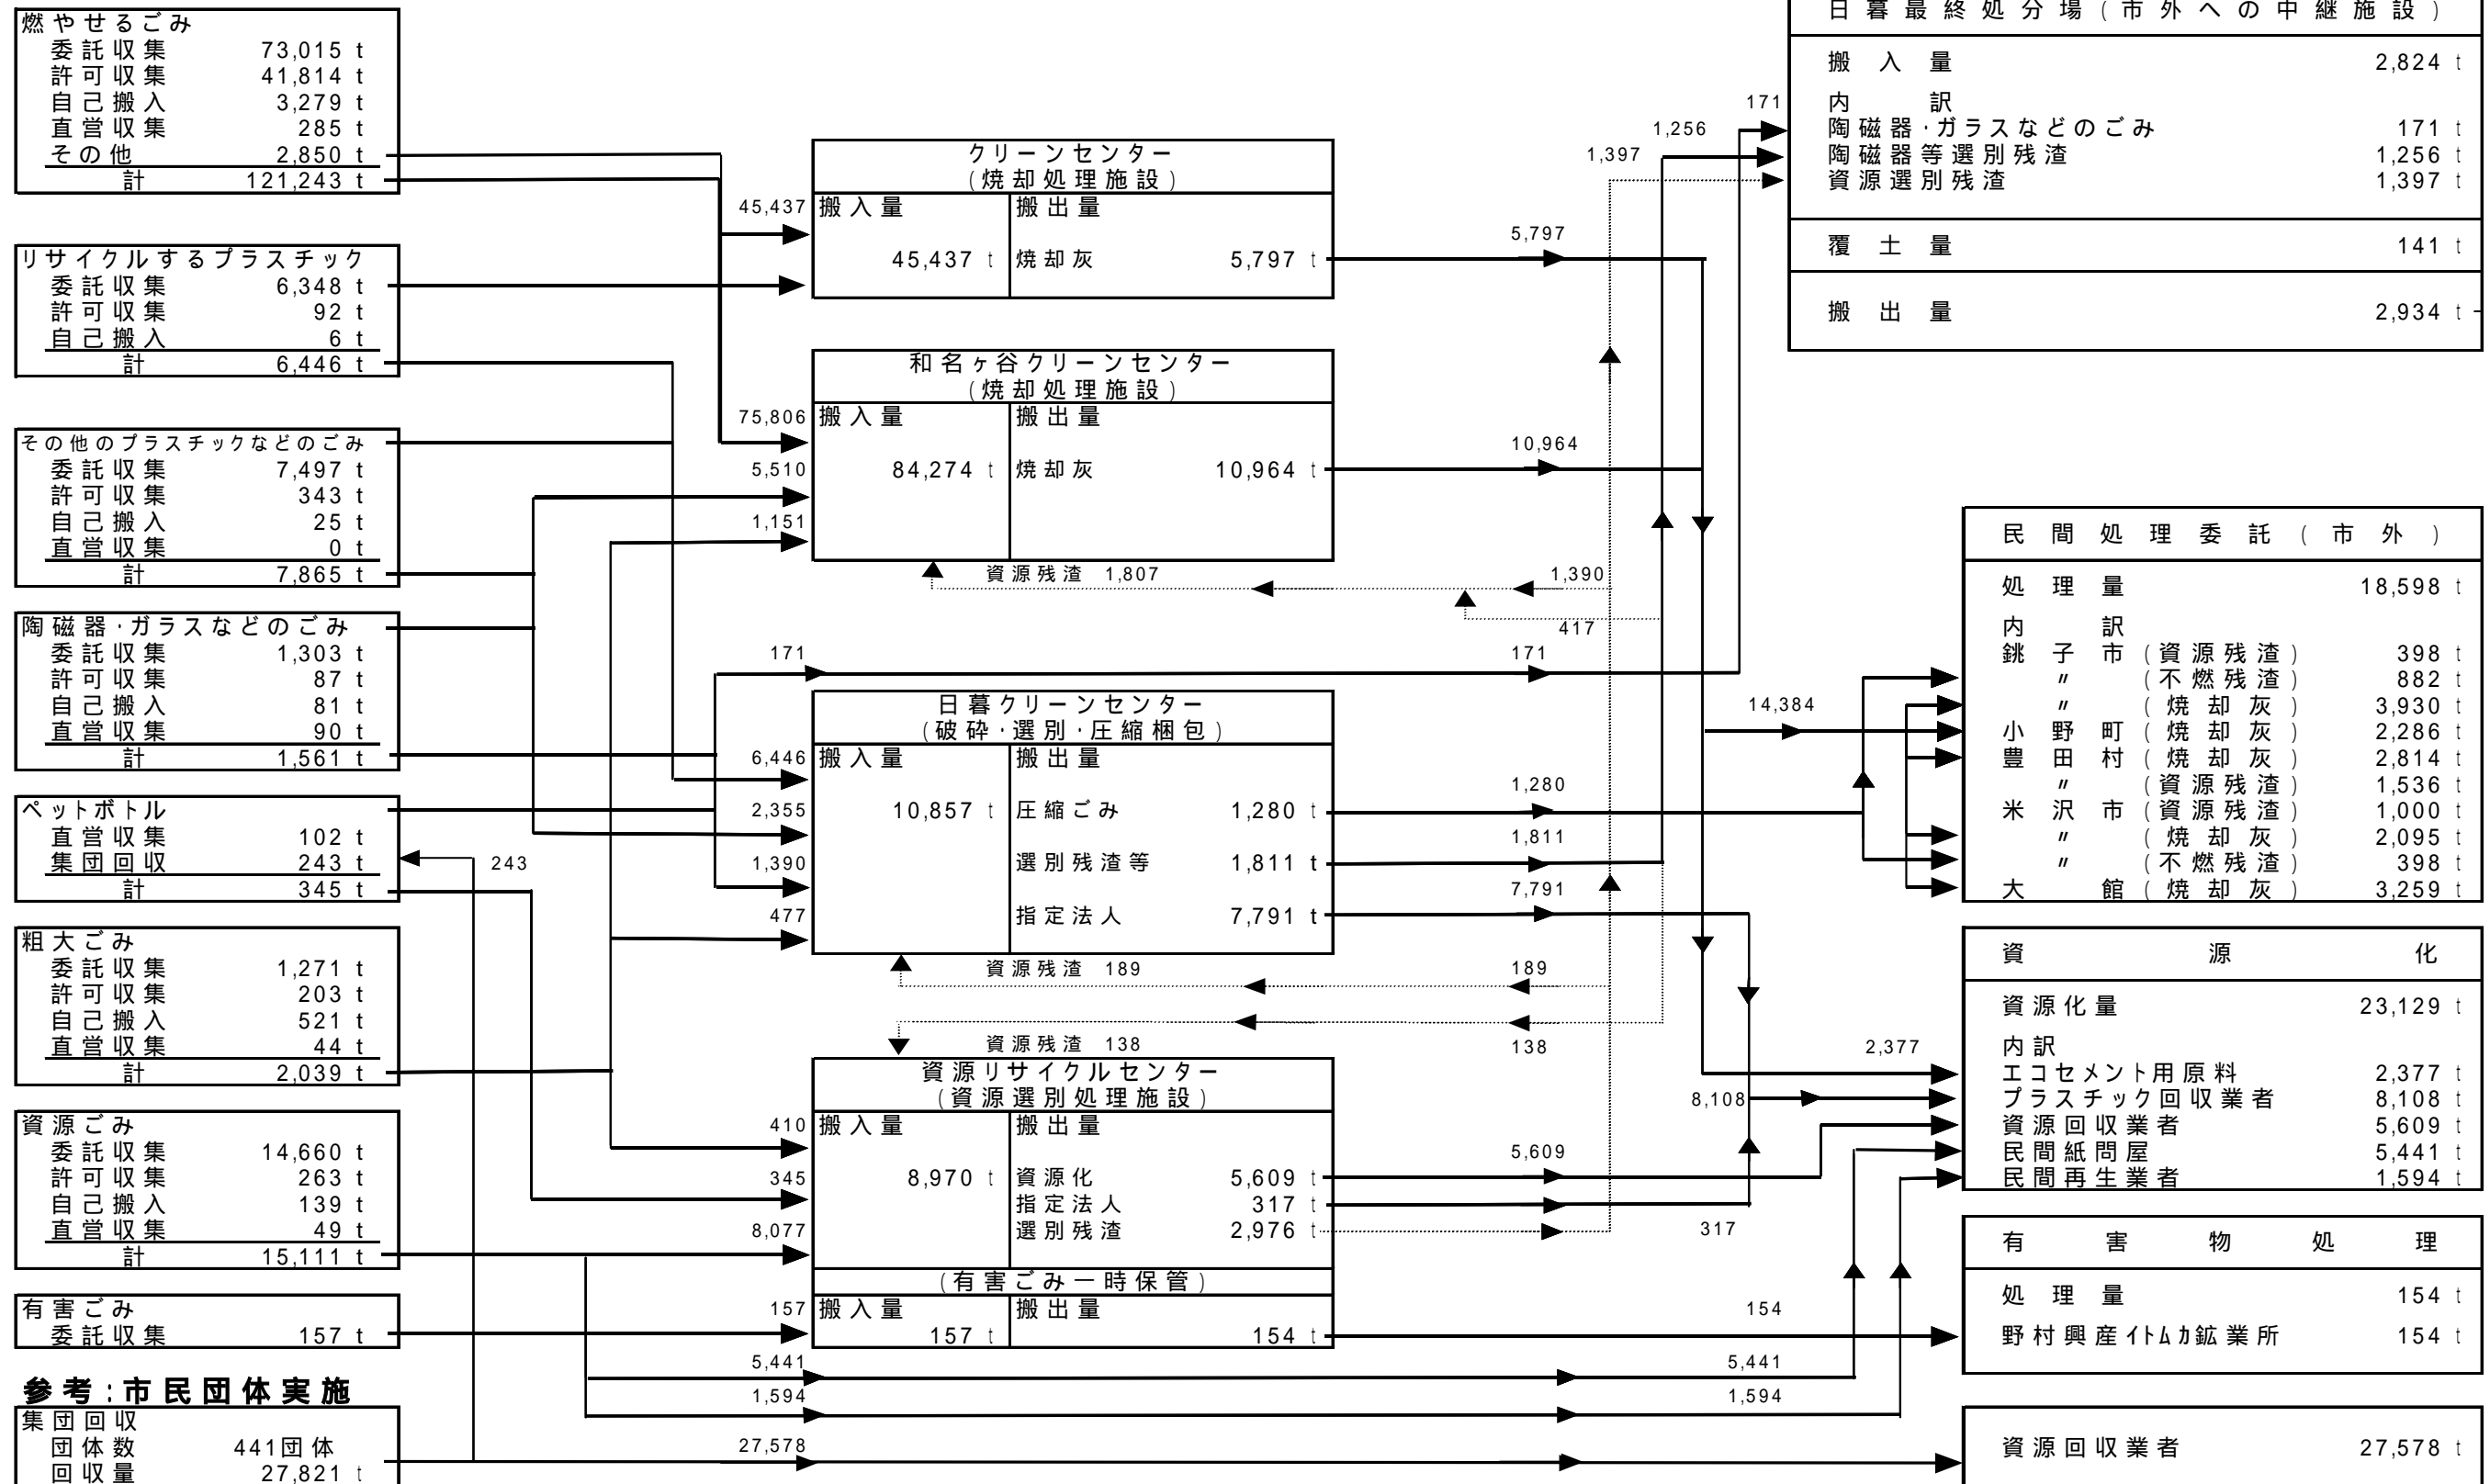 燃やせるごみ
委託収集 73,015 t
許可収集 41,814 t
自己搬入 3,279 t
直営収集 285 t
その他 2,850 t
計 121,243 t
リサイクルするプラスチック
委託収集 6,348 t
許可収集 92 t
自己搬入 6 t
計 6,446 t
その他のプラスチックなどのごみ
委託収集 7,497 t
許可収集 343 t
自己搬入 25 t
直営収集 0 t
計 7,865 t
陶磁器・ガラスなどのごみ
委託収集 1,303 t
許可収集 87 t
自己搬入 81 t
直営収集 90 t
計 1,561 t
ペットボトル
直営収集 102 t
集団回収 243 t
計 345 t
243
粗大ごみ
委託収集 1,271 t
許可収集 203 t
自己搬入 521 t
直営収集 44 t
計 2,039 t
資源ごみ
委託収集 14,660 t
許可収集 263 t
自己搬入 139 t
直営収集 49 t
計 15,111 t
有害ごみ
委託収集 157 t
参考:市民団体実施
集団回収
団体数 441団体
回収量 27,821 t
クリーンセンター
(焼却処理施設)
45,437
搬入量 搬出量
45,437 t 焼却灰 5,797 t
5,797
和名ヶ谷クリーンセンター
(焼却処理施設)
75,806
搬入量 搬出量
5,510
84,274 t 焼却灰 10,964 t
10,964
1,151
資源残渣 1,807
1,390
417
171
171
日暮クリーンセンター
(破砕・選別・圧縮梱包)
6,446
搬入量 搬出量
2,355
10,857 t 圧縮ごみ 1,280 t
1,280
1,390
選別残渣等 1,811 t
1,811
477
指定法人 7,791 t
7,791
資源残渣 189
189
資源残渣 138
138
資源リサイクルセンター
(資源選別処理施設)
410
搬入量 搬出量
345
8,970 t 資源化 5,609 t
5,609
指定法人 317 t
8,077
選別残渣 2,976 t
317
(有害ごみ一時保管)
157
搬入量 搬出量
157 t 154 t
154
5,441
5,441
1,594
1,594
27,578
171
1,256
1,397
日暮最終処分場(市外への中継施設)
搬入量 2,824 t
内訳
陶磁器・ガラスなどのごみ 171 t
陶磁器等選別残渣 1,256 t
資源選別残渣 1,397 t
覆土量 141 t
搬出量 2,934 t
14,384
民間処理委託(市外)
処理量 18,598 t
内訳
銚子市(資源残渣) 398 t
〃 (不燃残渣) 882 t
〃 (焼却灰) 3,930 t
小野町(焼却灰) 2,286 t
豊田村(焼却灰) 2,814 t
〃 (資源残渣) 1,536 t
米沢市(資源残渣) 1,000 t
〃 (焼却灰) 2,095 t
〃 (不燃残渣) 398 t
大館(焼却灰) 3,259 t
2,377
8,108
資源化
資源化量 23,129 t
内訳
エコセメント用原料 2,377 t
プラスチック回収業者 8,108 t
資源回収業者 5,609 t
民間紙問屋 5,441 t
民間再生業者 1,594 t
有害物処理
処理量 154 t
野村興産ｲﾄﾑｶ鉱業所 154 t
資源回収業者 27,578 t